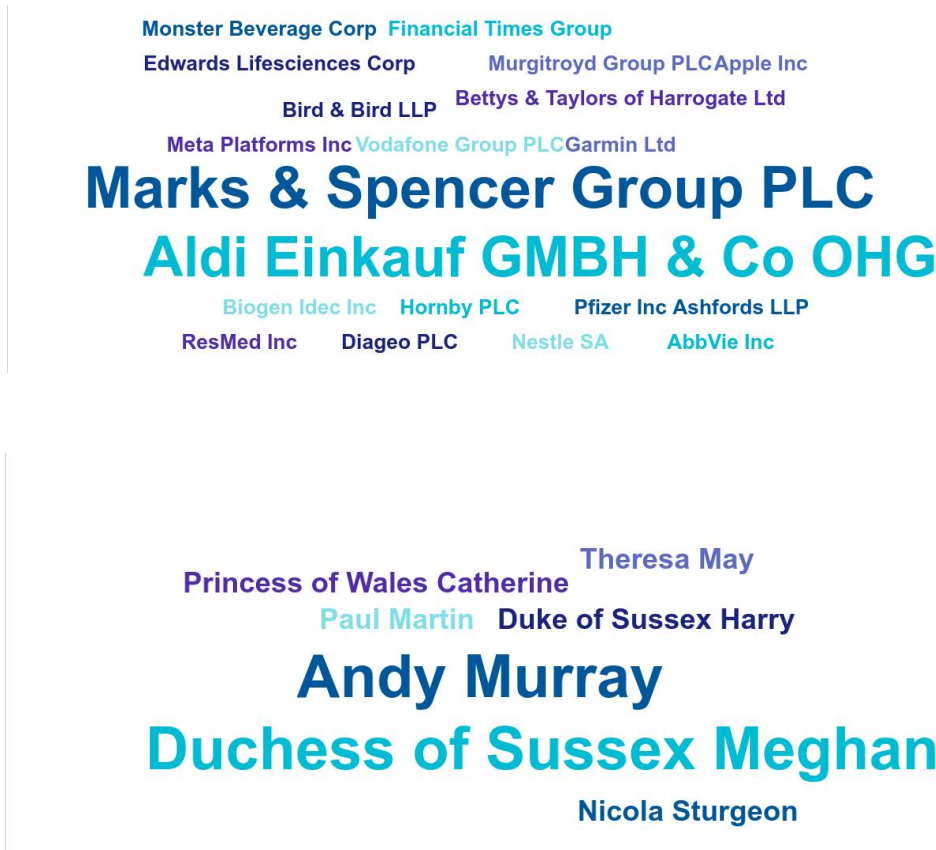 Monster Beverage Corp Financial Times Group
Edwards Lifesciences Corp Murgitroyd Group PLC Apple Inc
Bettys & Taylors of Harrogate Ltd
Bird & Bird LLP
Meta Platforms Inc Vodafone Group PLC Garmin Ltd
Marks & Spencer Group PLC
Aldi Einkauf GMBH & Co OHG
Biogen Idec Inc Hornby PLC Pfizer Inc Ashfords LLP
ResMed Inc Diageo PLC Nestle SA AbbVie Inc
Theresa May
Princess of Wales Catherine
Paul Martin Duke of Sussex Harry
Andy Murray
Duchess of Sussex Meghan
Nicola Sturgeon